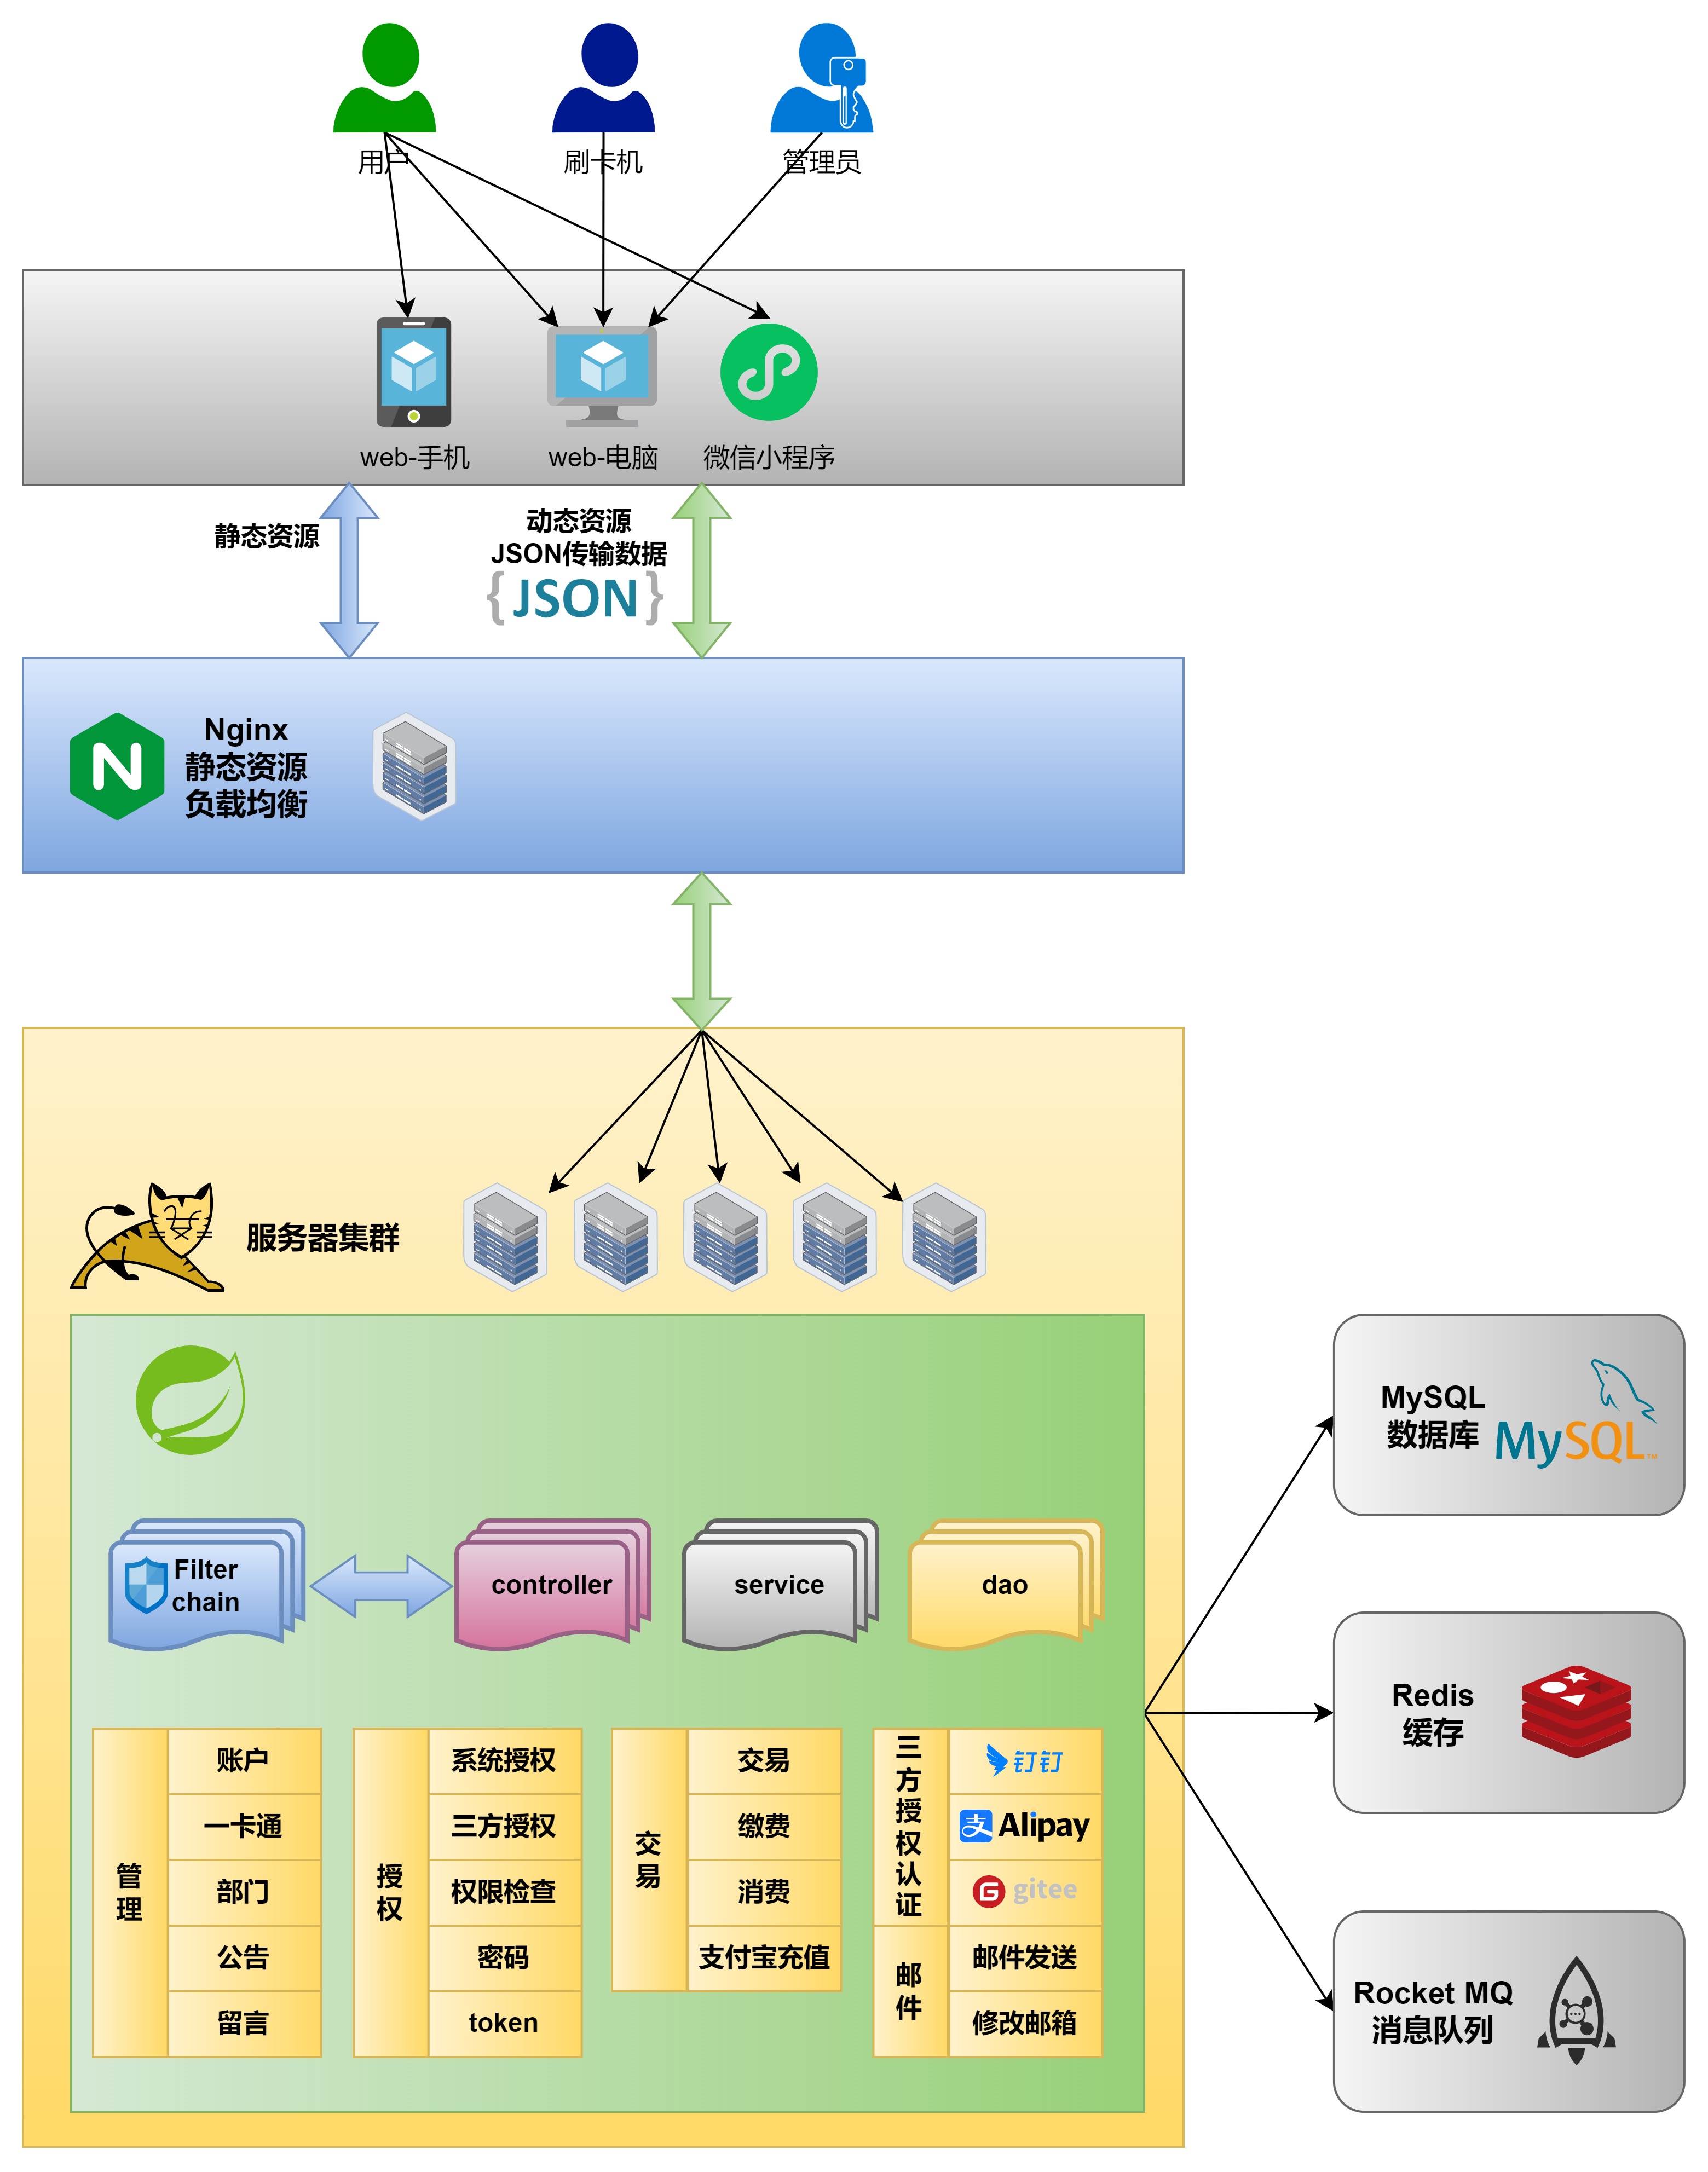 用户
刷卡机
管理员
web-手机
web-电脑
微信小程序
静态资源
动态资源
JSON传输数据
{JSON}
N
Nginx
静态资源
负载均衡
服务器集群
Filter
chain
controller
service
dao
管理
账户
一卡通
部门
公告
留言
授权
系统授权
三方授权
权限检查
密码
token
交易
交易
缴费
消费
支付宝充值
三方授权认证
钉钉
支 Alipay
G gitee
邮件
邮件发送
修改邮箱
MySQL
数据库
MySQL™
Redis
缓存
Rocket MQ
消息队列